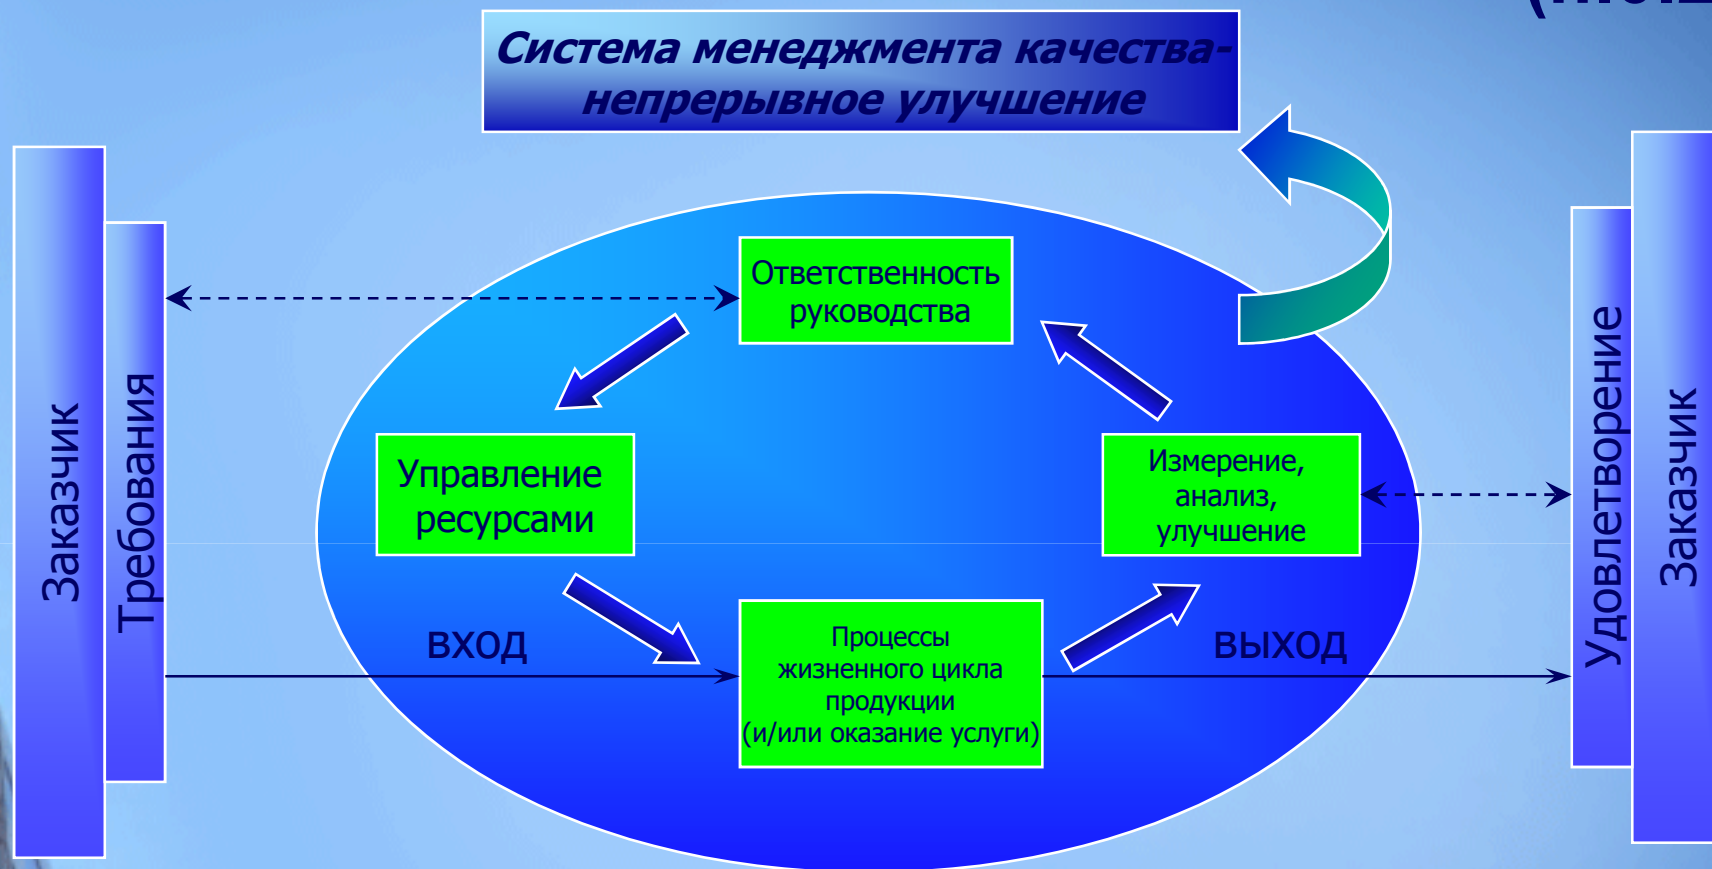 Система менеджмента качества-
непрерывное улучшение
Заказчик
Требования
Ответственность
руководства
Управление
ресурсами
Измерение,
анализ,
улучшение
вход
Процессы
жизненного цикла
продукции
(и/или оказание услуги)
выход
Удовлетворение
Заказчик